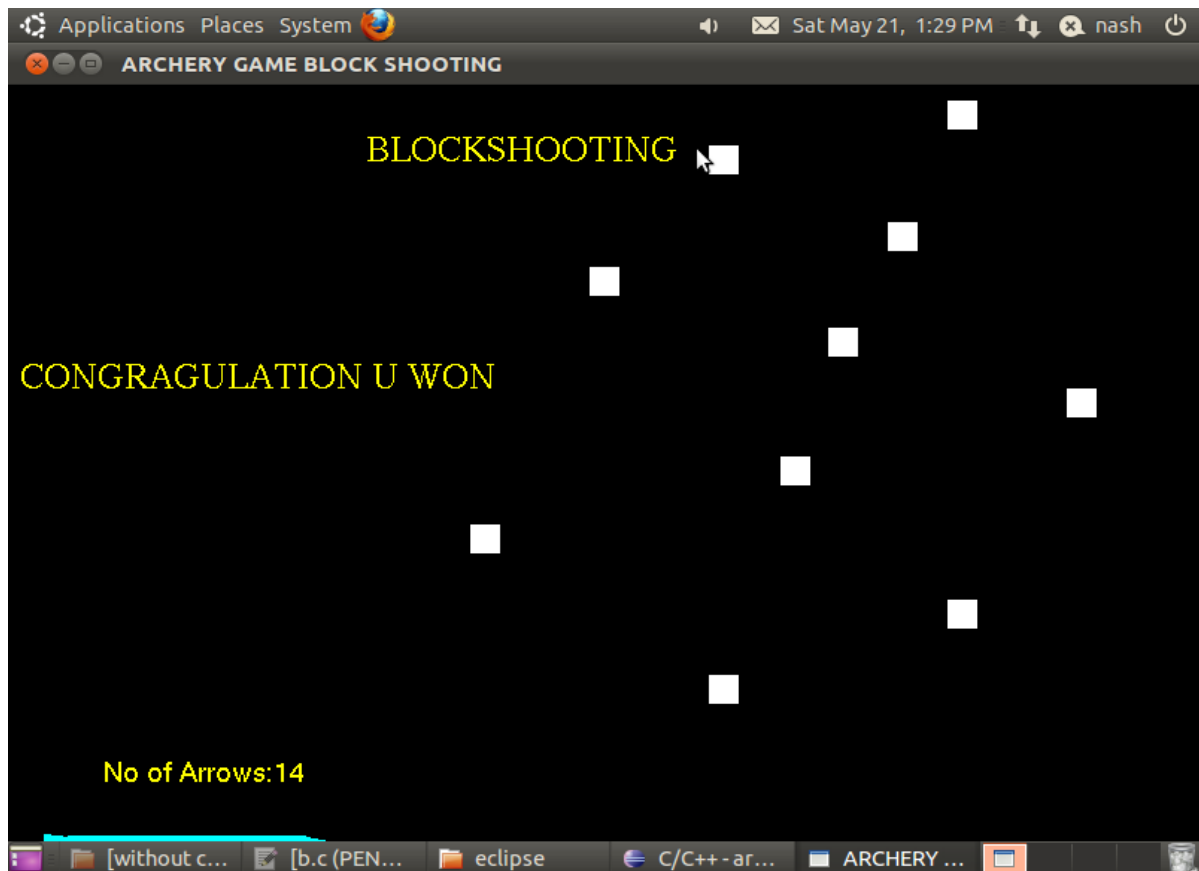 Applications Places System Sat May 21, 1:29 PM nash
ARCHERY GAME BLOCK SHOOTING
BLOCKSHOOTING
CONGRAGULATION U WON
No of Arrows:14
[without c... [b.c (PEN... eclipse C/C++ - ar... ARCHERY ...